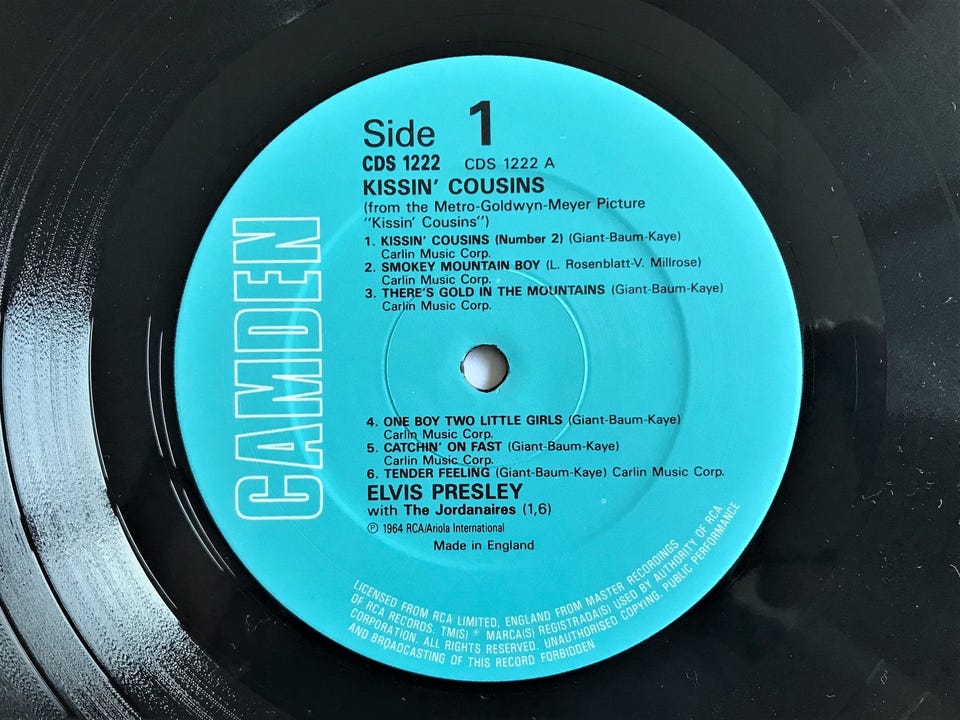 Side 1
CDS 1222 CDS 1222 A
KISSIN' COUSINS
(from the Metro-Goldwyn-Meyer Picture
"Kissin' Cousins")
1. KISSIN' COUSINS (Number 2) (Giant-Baum-Kaye)
Carlin Music Corp.
2. SMOKEY MOUNTAIN BOY (L. Rosenblatt-V. Millrose)
Carlin Music Corp.
3. THERE'S GOLD IN THE MOUNTAINS (Giant-Baum-Kaye)
Carlin Music Corp.
CAMDEN
4. ONE BOY TWO LITTLE GIRLS (Giant-Baum-Kaye)
Carlin Music Corp.
5. CATCHIN' ON FAST (Giant-Baum-Kaye)
Carlin Music Corp.
6. TENDER FEELING (Giant-Baum-Kaye) Carlin Music Corp.
ELVIS PRESLEY
with The Jordanaires (1,6)
Ⓟ 1964 RCA/Ariola International
Made in England
LICENSED FROM RCA LIMITED, ENGLAND FROM MASTER RECORDINGS
OF RCA RECORDS. TM(S) ® MARCA(S) REGISTRADA(S) USED BY AUTHORITY OF RCA
CORPORATION. ALL RIGHTS RESERVED. UNAUTHORISED COPYING, PUBLIC PERFORMANCE
AND BROADCASTING OF THIS RECORD FORBIDDEN